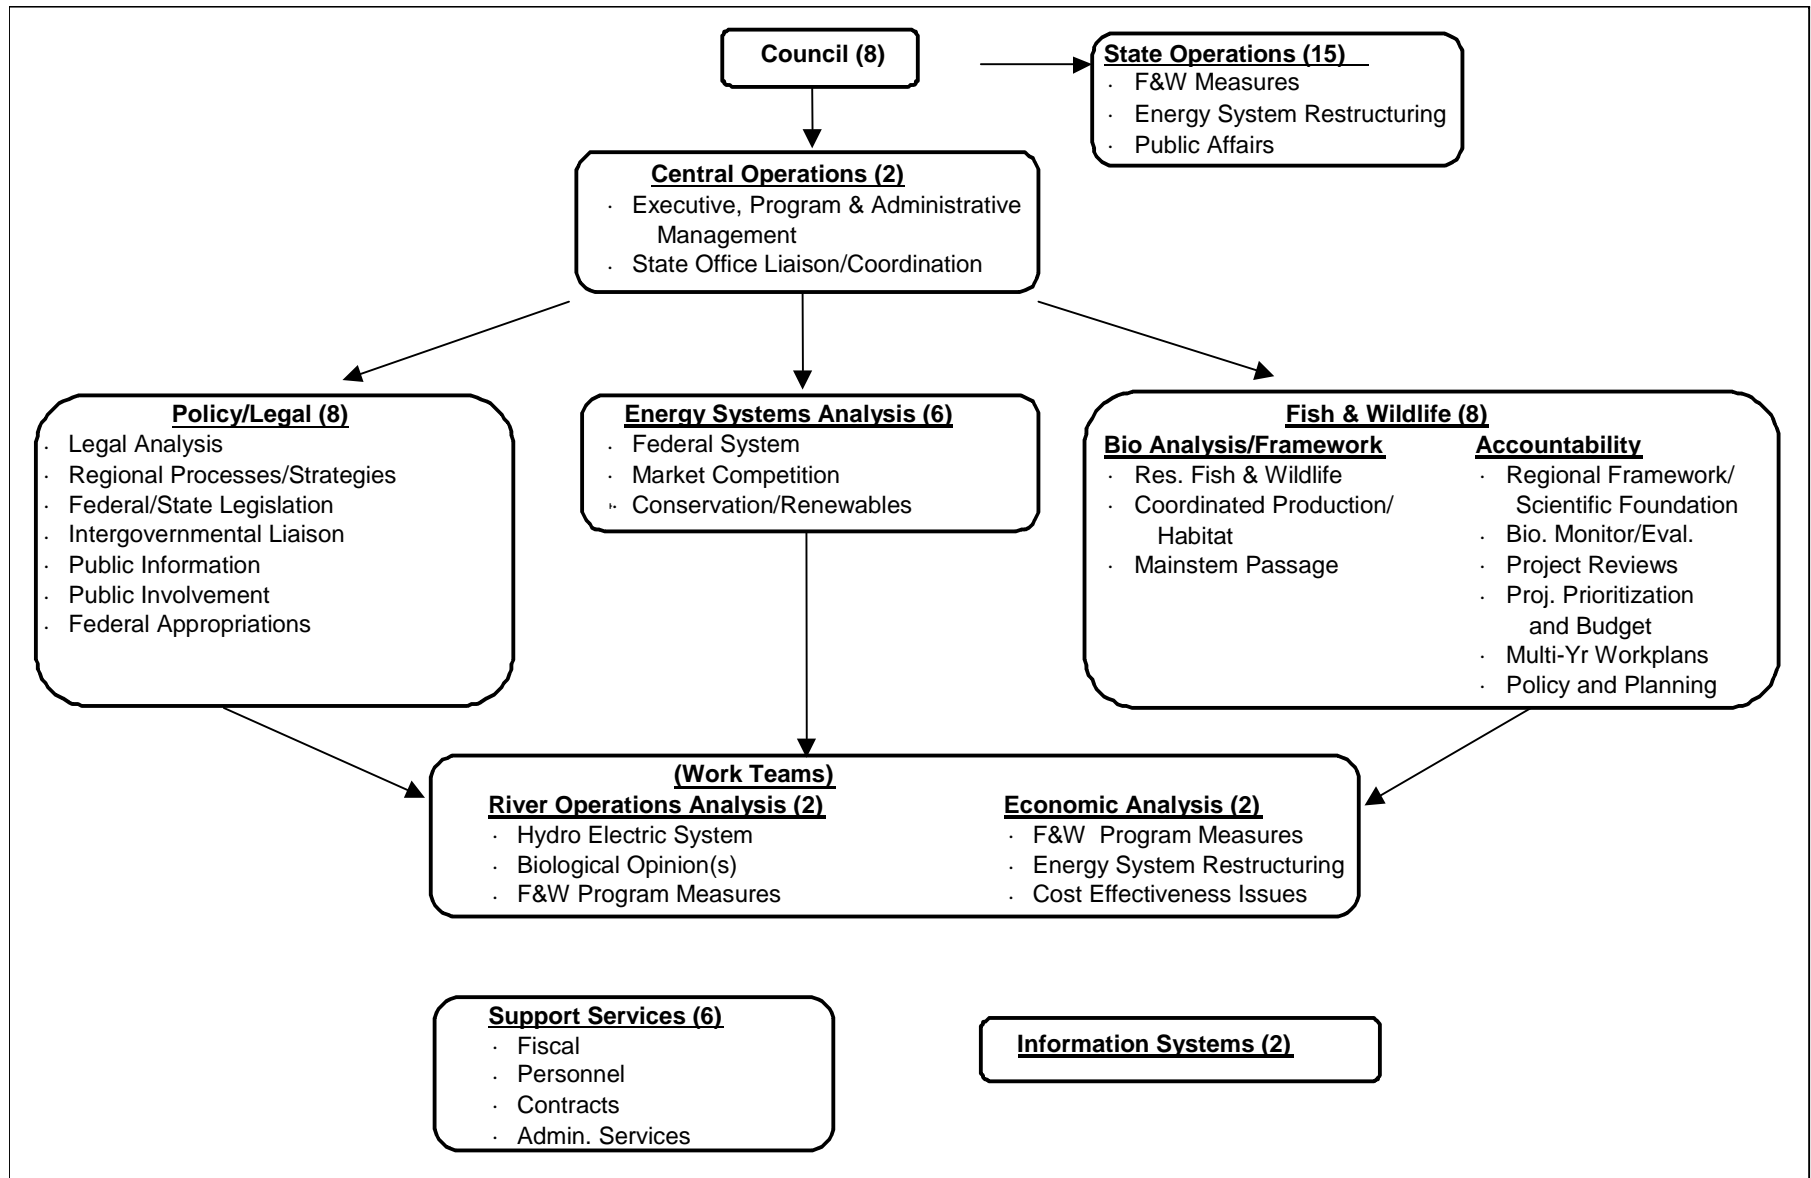 Council (8)
State Operations (15)
· F&W Measures
· Energy System Restructuring
· Public Affairs
Central Operations (2)
· Executive, Program & Administrative
Management
· State Office Liaison/Coordination
Policy/Legal (8)
· Legal Analysis
· Regional Processes/Strategies
· Federal/State Legislation
· Intergovernmental Liaison
· Public Information
· Public Involvement
· Federal Appropriations
Energy Systems Analysis (6)
· Federal System
· Market Competition
· Conservation/Renewables
Fish & Wildlife (8)
Bio Analysis/Framework
· Res. Fish & Wildlife
· Coordinated Production/
Habitat
· Mainstem Passage
Accountability
· Regional Framework/
Scientific Foundation
· Bio. Monitor/Eval.
· Project Reviews
· Proj. Prioritization
and Budget
· Multi-Yr Workplans
· Policy and Planning
(Work Teams)
River Operations Analysis (2)
· Hydro Electric System
· Biological Opinion(s)
· F&W Program Measures
Economic Analysis (2)
· F&W  Program Measures
· Energy System Restructuring
· Cost Effectiveness Issues
Support Services (6)
· Fiscal
· Personnel
· Contracts
· Admin. Services
Information Systems (2)